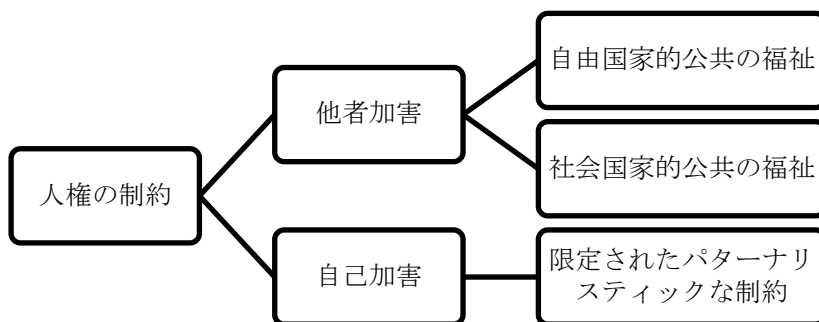 人権の制約
他者加害
自由国家的公共の福祉
社会国家的公共の福祉
自己加害
限定されたパターナリ
スティックな制約